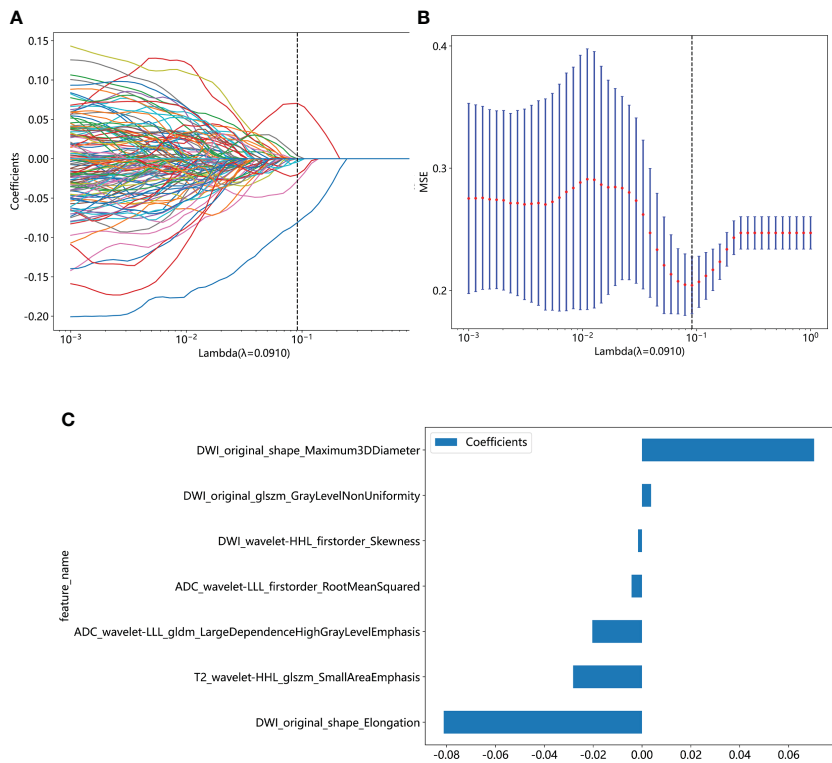 A
0.15
0.10
0.05
0.00
-0.05
-0.10
-0.15
-0.20
Coefficients
10⁻³
10⁻²
10⁻¹
Lambda(λ=0.0910)
B
0.4
0.3
0.2
MSE
10⁻³
10⁻²
10⁻¹
10⁰
Lambda(λ=0.0910)
C
Coefficients
feature_name
DWI_original_shape_Maximum3DDiameter
DWI_original_glszm_GrayLevelNonUniformity
DWI_wavelet-HHL_firstorder_Skewness
ADC_wavelet-LLL_firstorder_RootMeanSquared
ADC_wavelet-LLL_gldm_LargeDependenceHighGrayLevelEmphasis
T2_wavelet-HHL_glszm_SmallAreaEmphasis
DWI_original_shape_Elongation
-0.08
-0.06
-0.04
-0.02
0.00
0.02
0.04
0.06